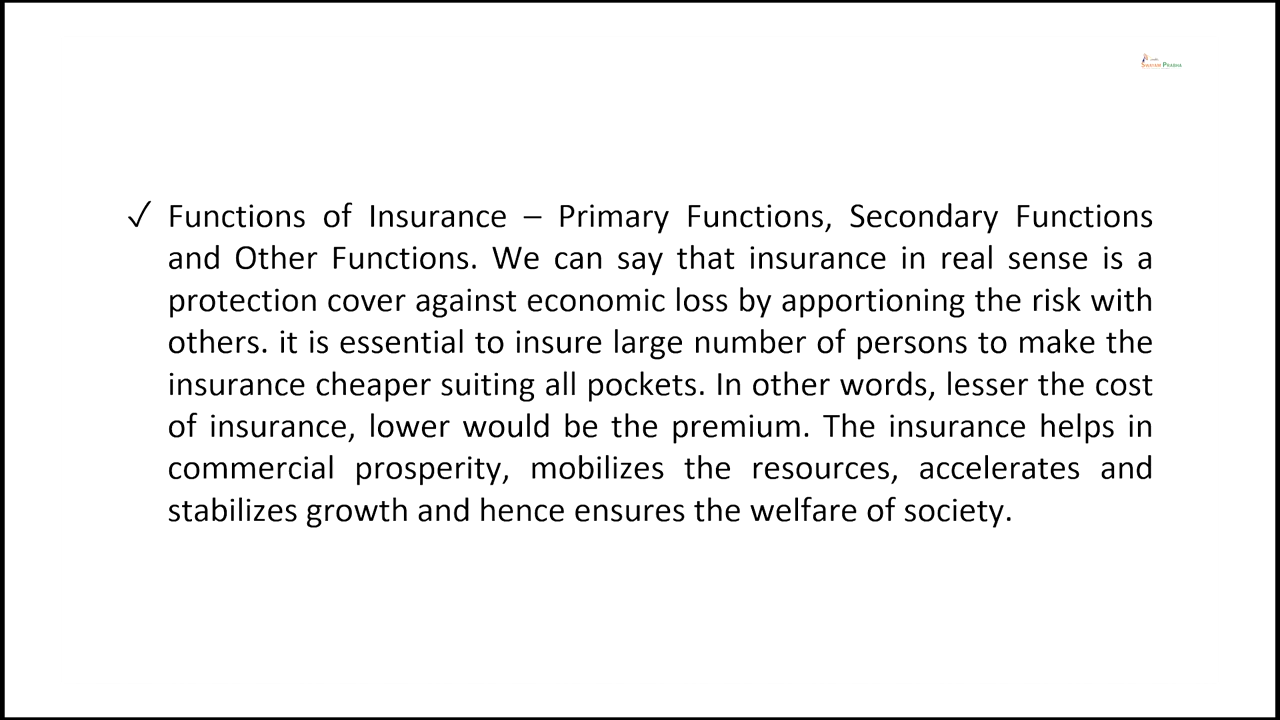 SWAYAM PRABHA
✓ Functions of Insurance – Primary Functions, Secondary Functions
and Other Functions. We can say that insurance in real sense is a
protection cover against economic loss by apportioning the risk with
others. it is essential to insure large number of persons to make the
insurance cheaper suiting all pockets. In other words, lesser the cost
of insurance, lower would be the premium. The insurance helps in
commercial prosperity, mobilizes the resources, accelerates and
stabilizes growth and hence ensures the welfare of society.